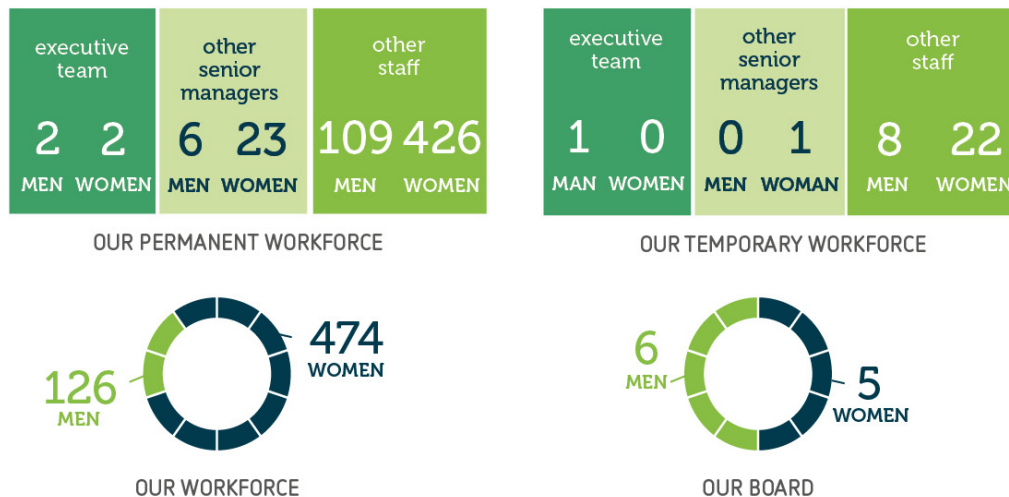 executive
team
2 2
MEN WOMEN
other
senior
managers
6 23
MEN WOMEN
other
staff
109 426
MEN WOMEN
OUR PERMANENT WORKFORCE
executive
team
1 0
MAN WOMEN
other
senior
managers
0 1
MEN WOMAN
other
staff
8 22
MEN WOMEN
OUR TEMPORARY WORKFORCE
126
MEN
474
WOMEN
OUR WORKFORCE
6
MEN
5
WOMEN
OUR BOARD